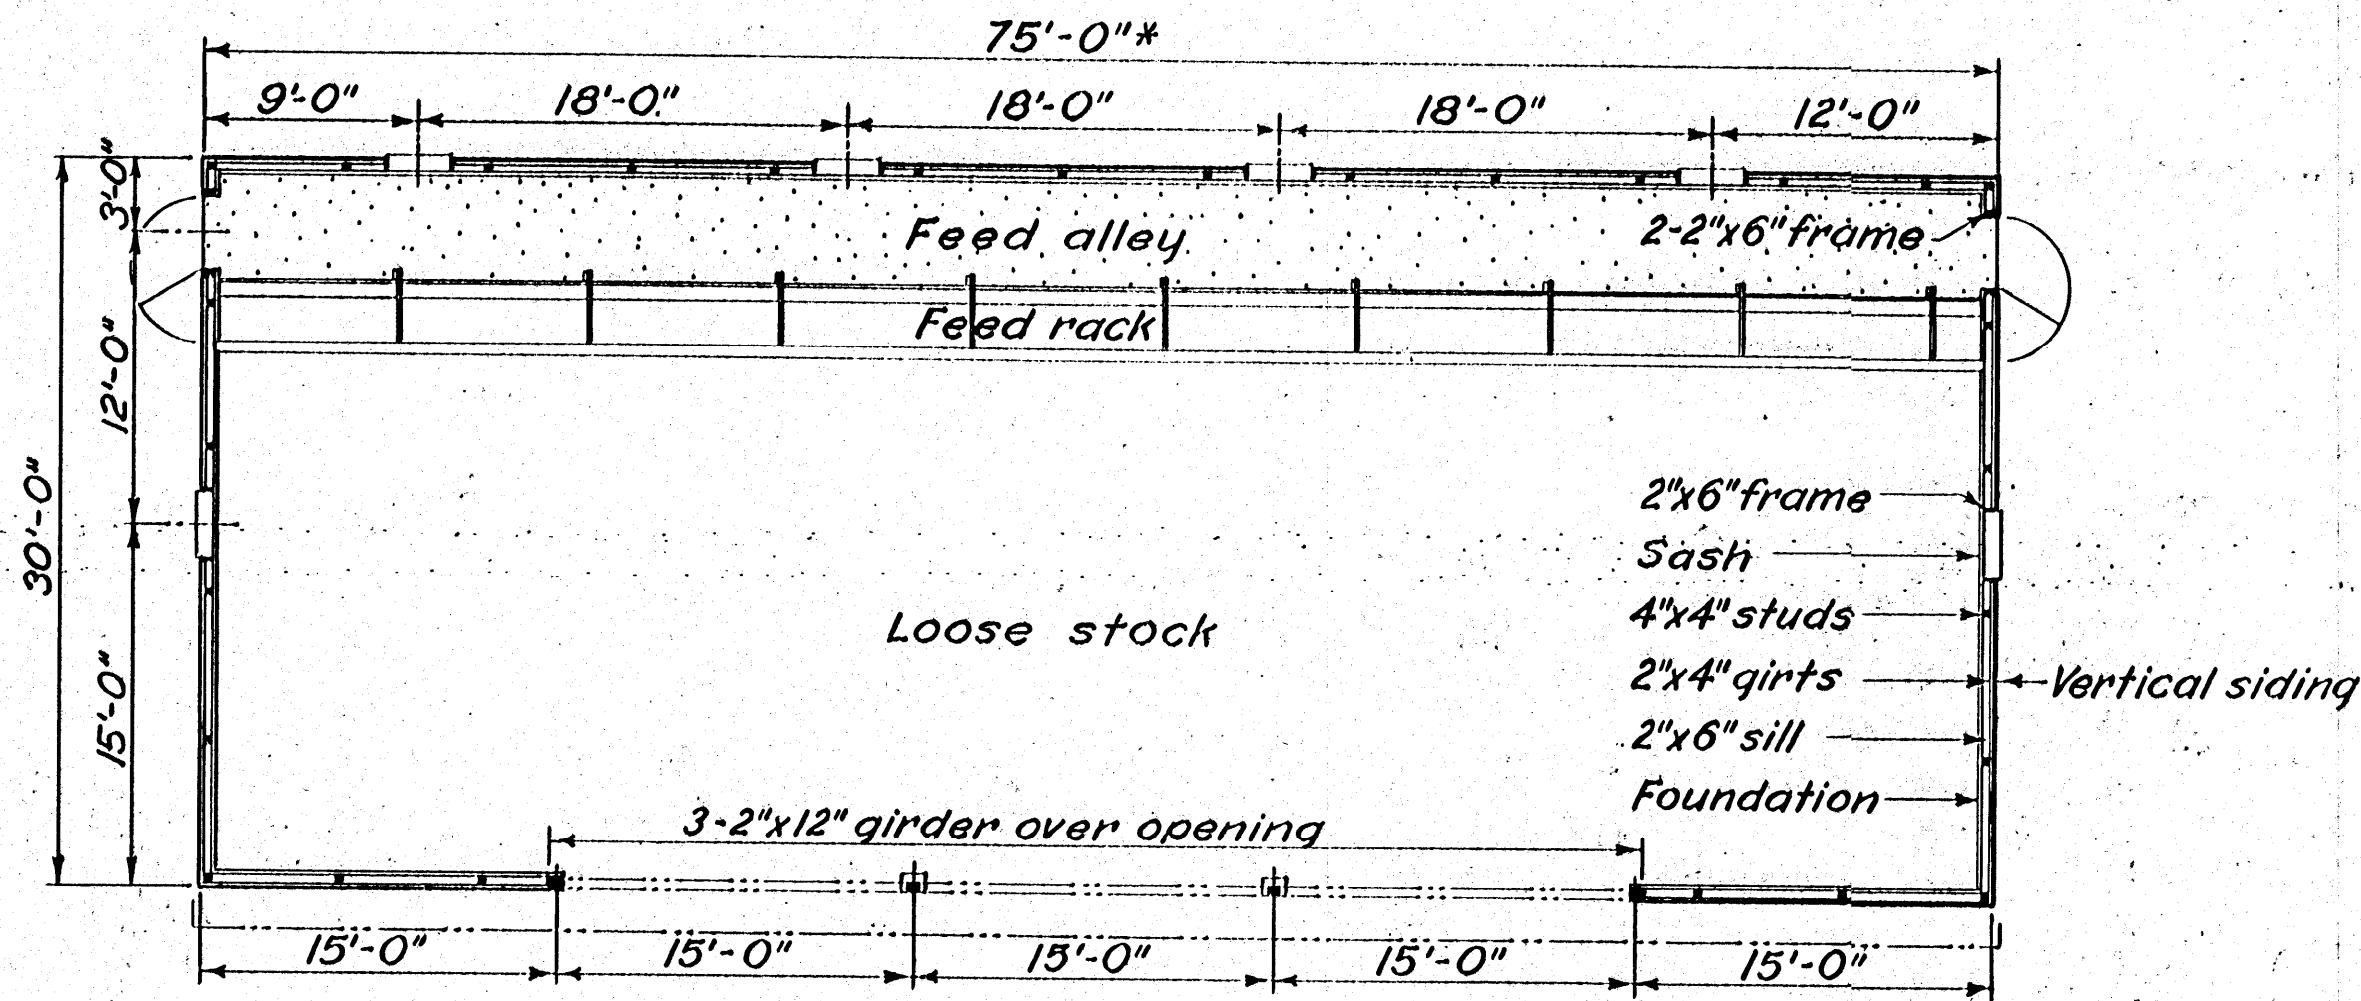 75'-0"*
9'-0"
18'-0"
18'-0"
18'-0"
12'-0"
3'-0"
Feed alley
2-2"x6" frame
Feed rack
12'-0"
30'-0"
2"x6" frame
Sash
4"x4" studs
Loose stock
2"x4" girts
Vertical siding
15'-0"
2"x6" sill
Foundation
3-2"x12" girder over opening
15'-0"
15'-0"
15'-0"
15'-0"
15'-0"